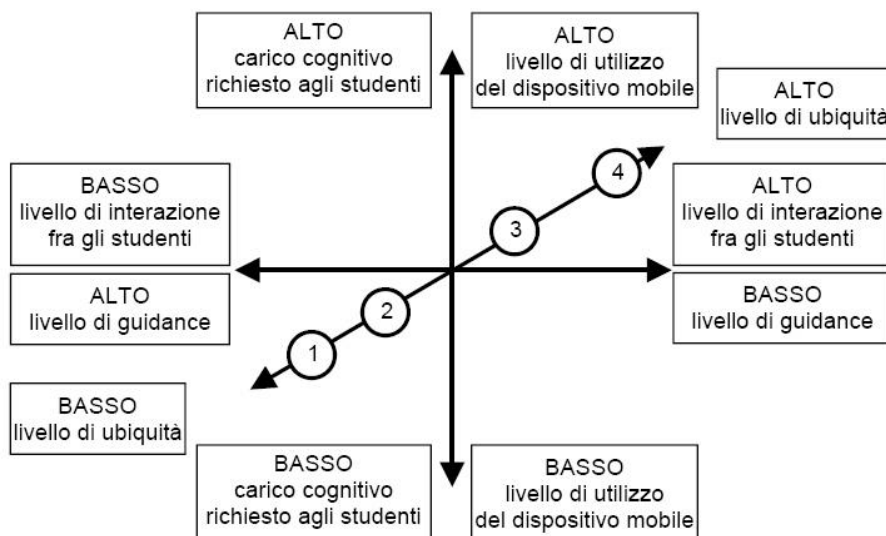 ALTO
carico cognitivo
richiesto agli studenti
ALTO
livello di utilizzo
del dispositivo mobile
ALTO
livello di ubiquità
BASSO
livello di interazione
fra gli studenti
4
3
ALTO
livello di interazione
fra gli studenti
ALTO
livello di guidance
2
1
BASSO
livello di guidance
BASSO
livello di ubiquità
BASSO
carico cognitivo
richiesto agli studenti
BASSO
livello di utilizzo
del dispositivo mobile